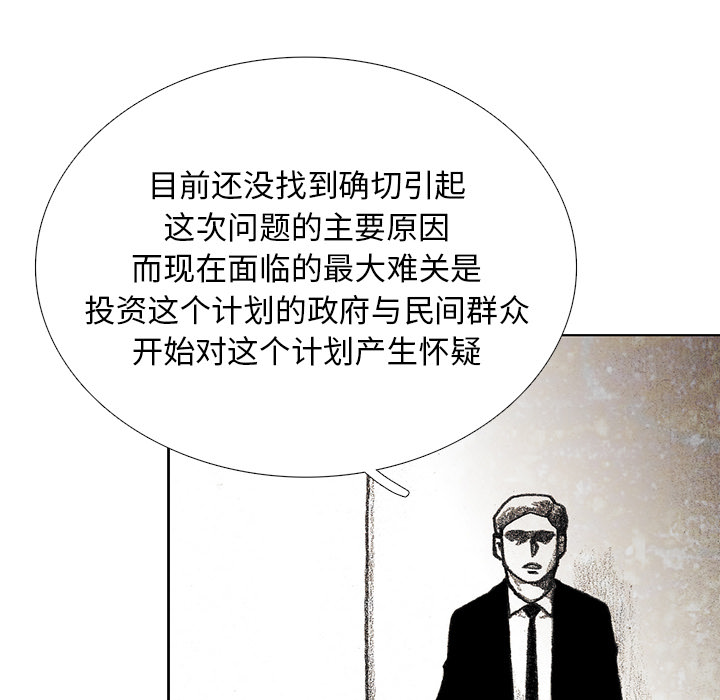 目前还没找到确切引起
这次问题的主要原因
而现在面临的最大难关是
投资这个计划的政府与民间群众
开始对这个计划产生怀疑